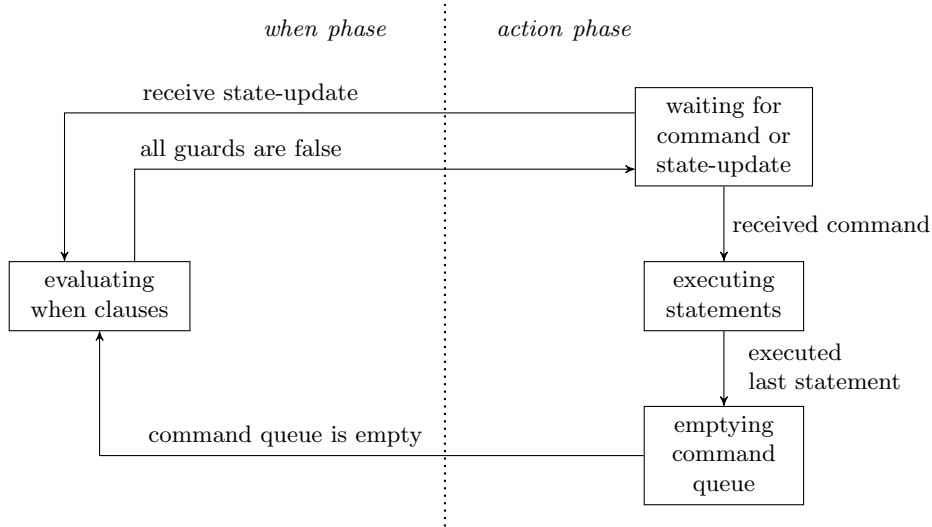 when phase
action phase
receive state-update
waiting for
command or
state-update
all guards are false
received command
evaluating
when clauses
executing
statements
executed
last statement
command queue is empty
emptying
command
queue